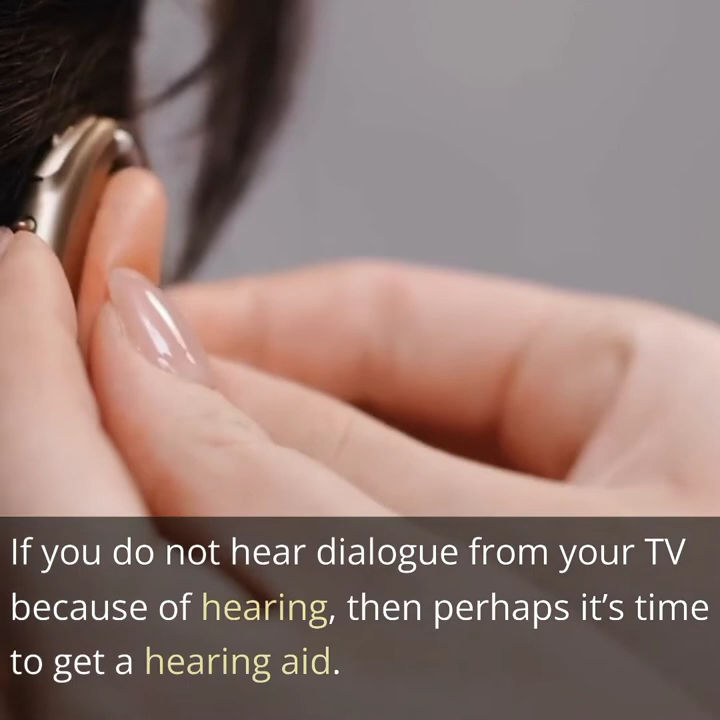 If you do not hear dialogue from your TV
because of hearing, then perhaps it’s time
to get a hearing aid.